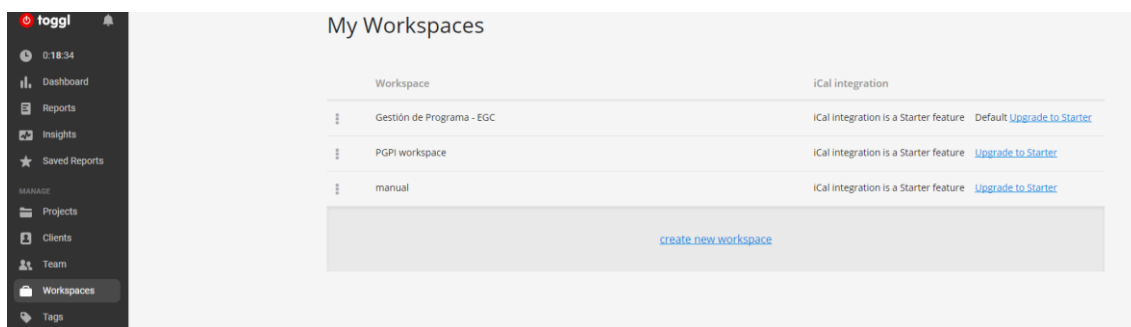 toggl
0:18:34
Dashboard
Reports
Insights
Saved Reports
MANAGE
Projects
Clients
Team
Workspaces
Tags
My Workspaces
Workspace iCal integration
Gestión de Programa - EGC iCal integration is a Starter feature Default Upgrade to Starter
PGPI workspace iCal integration is a Starter feature Upgrade to Starter
manual iCal integration is a Starter feature Upgrade to Starter
create new workspace